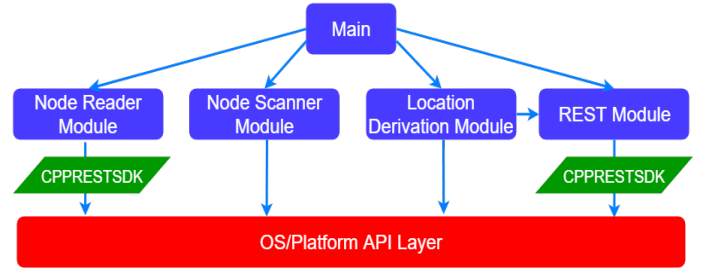 Main
Node Reader
Module
Node Scanner
Module
Location
Derivation Module
REST Module
CPPRESTSDK
CPPRESTSDK
OS/Platform API Layer